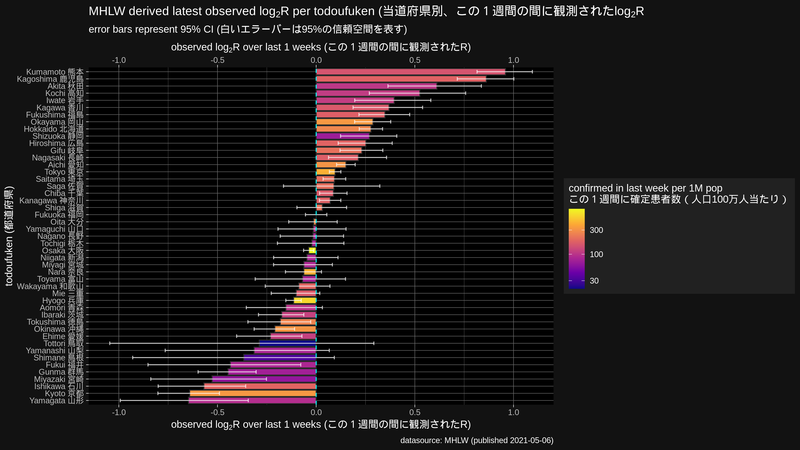 MHLW derived latest observed log2R per todoufuken (当道府県別、この１週間の間に観測されたlog2R
error bars represent 95% CI (白いエラーバーは95%の信頼空間を表す)
observed log2R over last 1 weeks (この１週間の間に観測されたR)
-1.0 -0.5 0.0 0.5 1.0
todoufuken (都道府県)
Kumamoto 熊本
Kagoshima 鹿児島
Akita 秋田
Kochi 高知
Iwate 岩手
Kagawa 香川
Fukushima 福島
Okayama 岡山
Hokkaido 北海道
Shizuoka 静岡
Hiroshima 広島
Gifu 岐阜
Nagasaki 長崎
Aichi 愛知
Tokyo 東京
Saitama 埼玉
Saga 佐賀
Chiba 千葉
Kanagawa 神奈川
Shiga 滋賀
Fukuoka 福岡
Oita 大分
Yamaguchi 山口
Nagano 長野
Tochigi 栃木
Osaka 大阪
Niigata 新潟
Miyagi 宮城
Nara 奈良
Toyama 富山
Wakayama 和歌山
Mie 三重
Hyogo 兵庫
Aomori 青森
Ibaraki 茨城
Tokushima 徳島
Okinawa 沖縄
Ehime 愛媛
Tottori 鳥取
Yamanashi 山梨
Shimane 島根
Fukui 福井
Gunma 群馬
Miyazaki 宮崎
Ishikawa 石川
Kyoto 京都
Yamagata 山形
-1.0 -0.5 0.0 0.5 1.0
observed log2R over last 1 weeks (この１週間の間に観測されたR)
datasource: MHLW (published 2021-05-06)
confirmed in last week per 1M pop
この１週間に確定患者数 ( 人口100万人当たり )
300
100
30